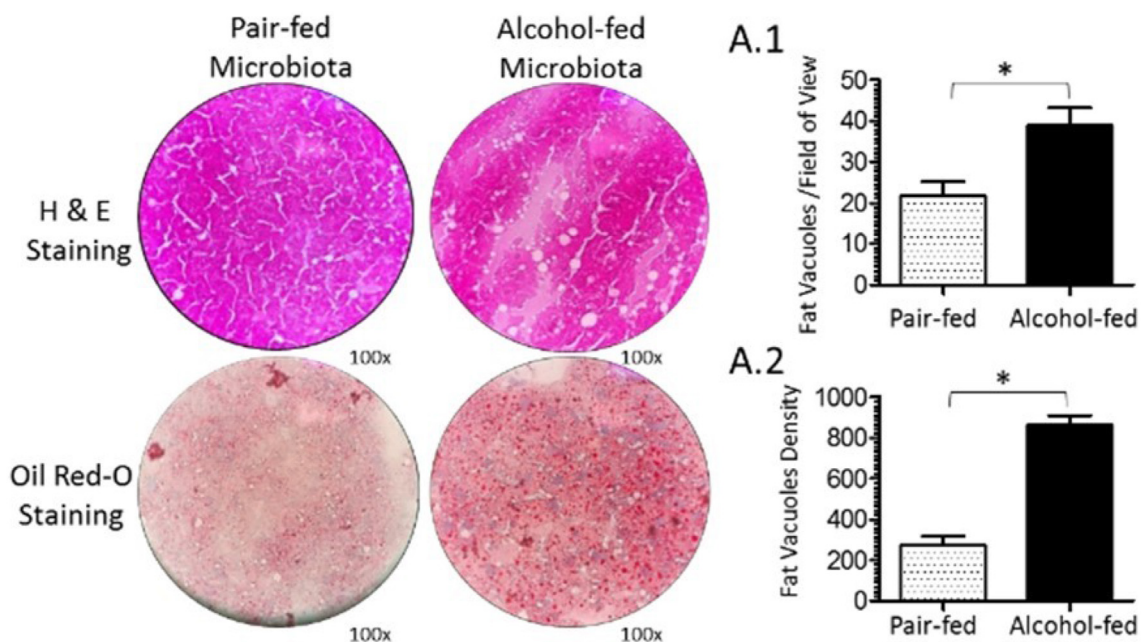 Pair-fed
Microbiota
Alcohol-fed
Microbiota
H & E
Staining
100x
100x
Oil Red-O
Staining
100x
100x
A.1
Fat Vacuoles /Field of View
50
40
30
20
10
0
*
Pair-fed
Alcohol-fed
A.2
Fat Vacuoles Density
1000
800
600
400
200
0
*
Pair-fed
Alcohol-fed